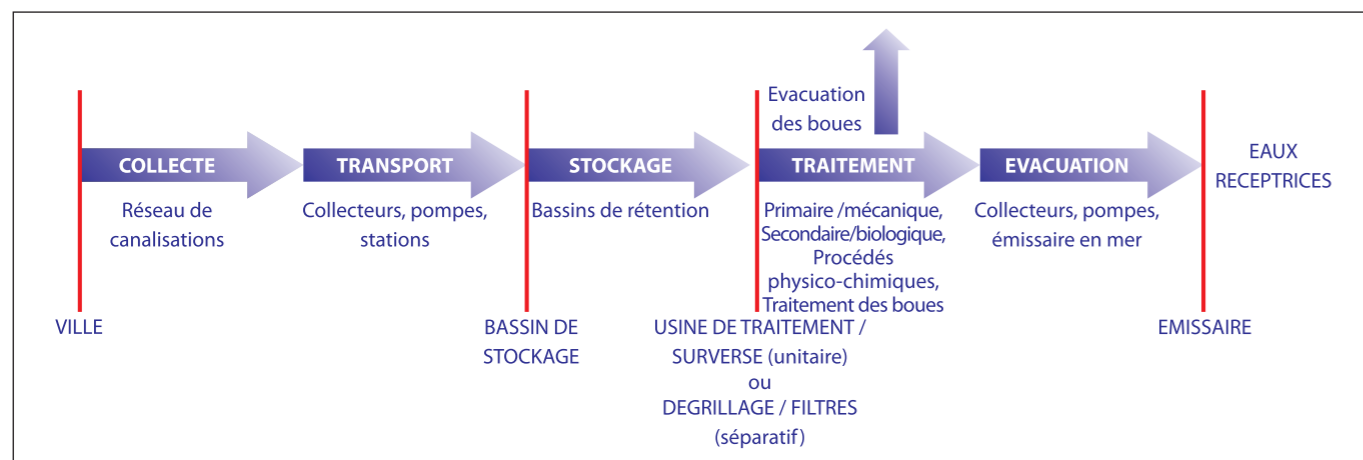 Evacuation
des boues
COLLECTE
TRANSPORT
STOCKAGE
TRAITEMENT
EVACUATION
EAUX
RECEPTRICES
Réseau de
canalisations
Collecteurs, pompes,
stations
Bassins de rétention
Primaire /mécanique,
Secondaire/biologique,
Procédés
physico-chimiques,
Traitement des boues
Collecteurs, pompes,
émissaire en mer
VILLE
BASSIN DE
STOCKAGE
USINE DE TRAITEMENT /
SURVERSE (unitaire)
ou
DEGRILLAGE / FILTRES
(séparatif)
EMISSAIRE